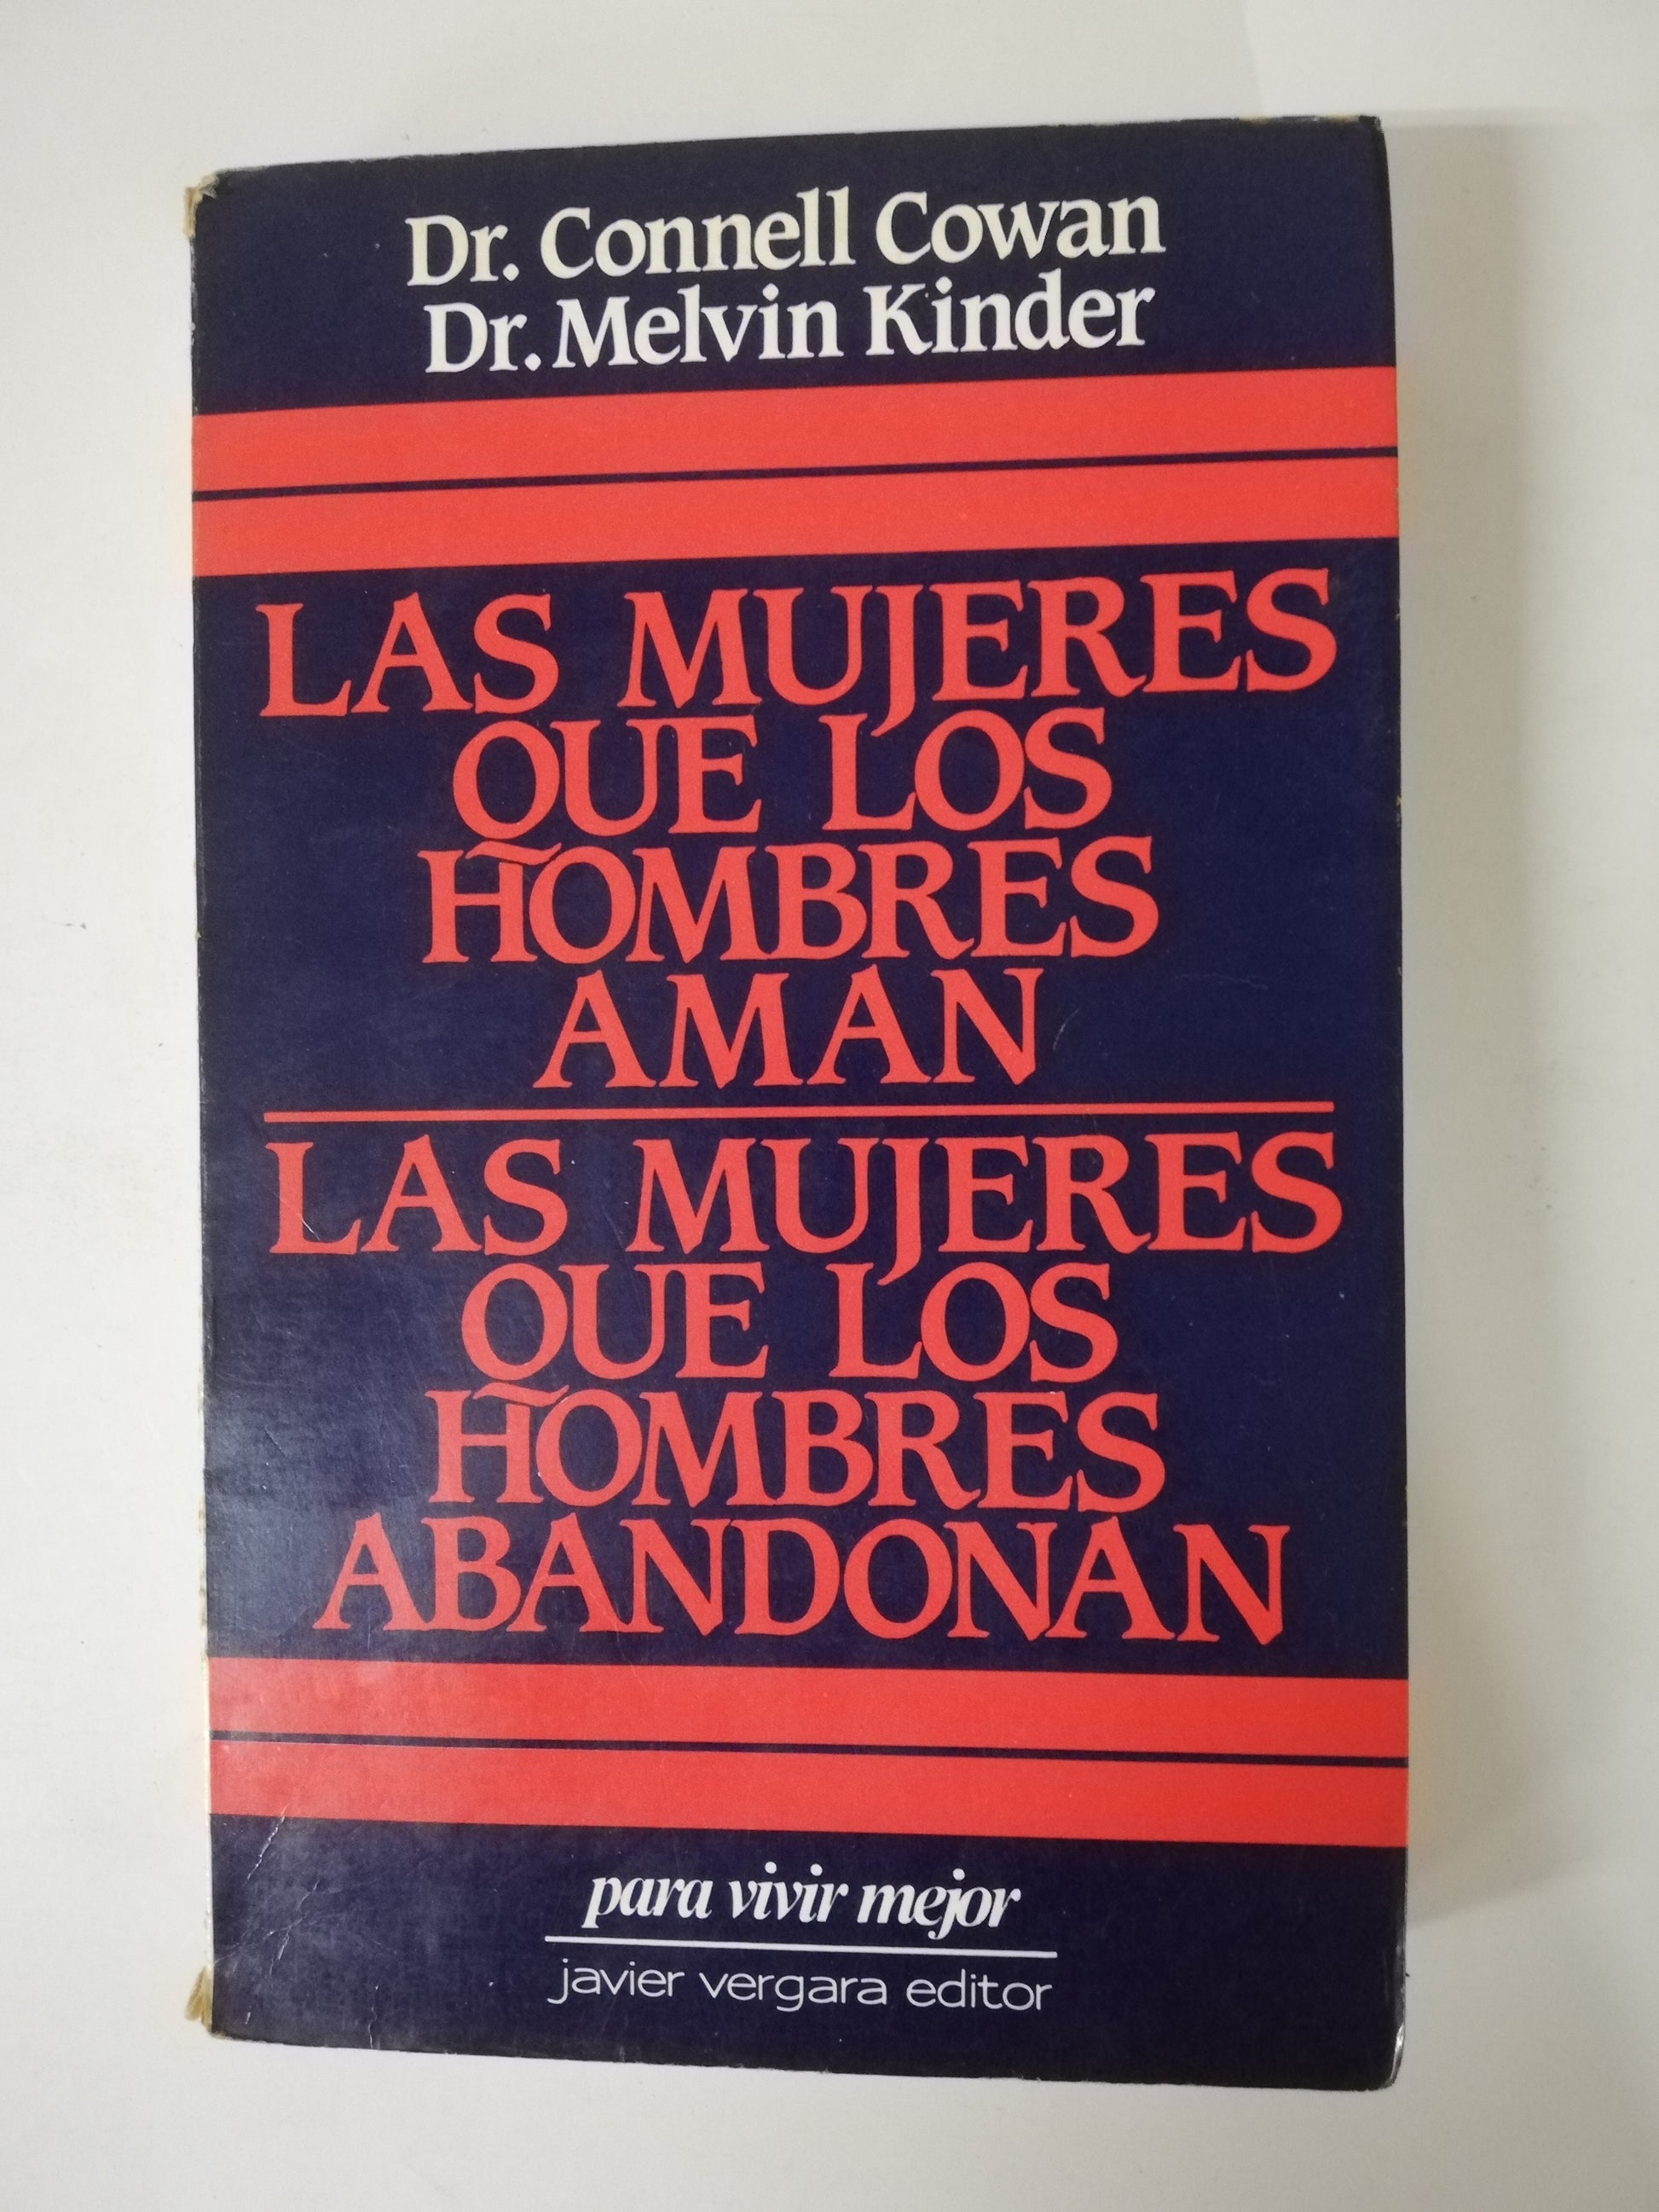 Dr. Connell Cowan
Dr. Melvin Kinder
LAS MUJERES
QUE LOS
HOMBRES
AMAN
LAS MUJERES
QUE LOS
HOMBRES
ABANDONAN
para vivir mejor
javier vergara editor